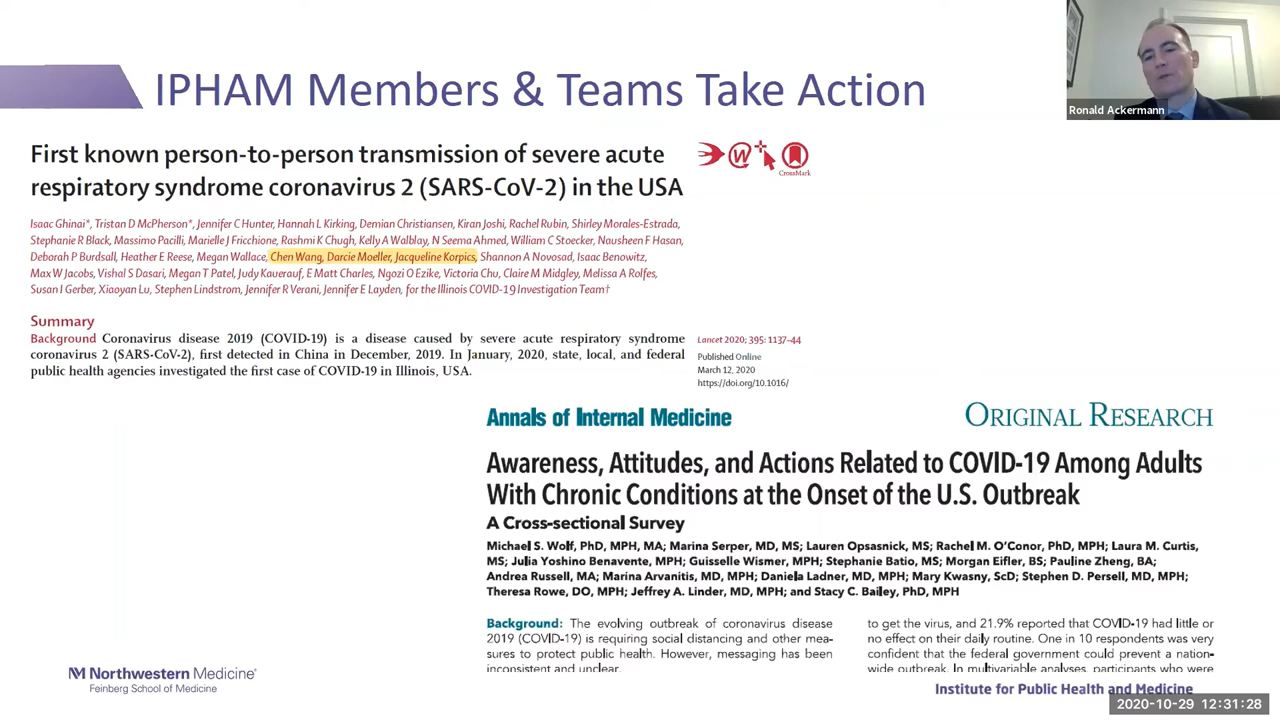 IPHAM Members & Teams Take Action
Ronald Ackermann
First known person-to-person transmission of severe acute
respiratory syndrome coronavirus 2 (SARS-CoV-2) in the USA
CrossMark
Isaac Ghinai*, Tristan D McPherson*, Jennifer C Hunter, Hannah L Kirking, Demian Christiansen, Kiran Joshi, Rachel Rubin, Shirley Morales-Estrada,
Stephanie R Black, Massimo Pacilli, Marielle J Fricchione, Rashmi K Chugh, Kelly A Walblay, N Seema Ahmed, William C Stoecker, Nausheen F Hasan,
Deborah P Burdsall, Heather E Reese, Megan Wallace, Chen Wang, Darcie Moeller, Jacqueline Korpics, Shannon A Novosad, Isaac Benowitz,
Max W Jacobs, Vishal S Dasari, Megan T Patel, Judy Kauerauf, E Matt Charles, Ngozi O Ezike, Victoria Chu, Claire M Midgley, Melissa A Rolfes,
Susan I Gerber, Xiaoyan Lu, Stephen Lindstrom, Jennifer R Verani, Jennifer E Layden, for the Illinois COVID-19 Investigation Team†
Summary
Background Coronavirus disease 2019 (COVID-19) is a disease caused by severe acute respiratory syndrome
coronavirus 2 (SARS-CoV-2), first detected in China in December, 2019. In January, 2020, state, local, and federal
public health agencies investigated the first case of COVID-19 in Illinois, USA.
Lancet 2020; 395: 1137–44
Published Online
March 12, 2020
https://doi.org/10.1016/
Annals of Internal Medicine
ORIGINAL RESEARCH
Awareness, Attitudes, and Actions Related to COVID-19 Among Adults
With Chronic Conditions at the Onset of the U.S. Outbreak
A Cross-sectional Survey
Michael S. Wolf, PhD, MPH, MA; Marina Serper, MD, MS; Lauren Opsasnick, MS; Rachel M. O'Conor, PhD, MPH; Laura M. Curtis,
MS; Julia Yoshino Benavente, MPH; Guisselle Wismer, MPH; Stephanie Batio, MS; Morgan Eifler, BS; Pauline Zheng, BA;
Andrea Russell, MA; Marina Arvanitis, MD, MPH; Daniela Ladner, MD, MPH; Mary Kwasny, ScD; Stephen D. Persell, MD, MPH;
Theresa Rowe, DO, MPH; Jeffrey A. Linder, MD, MPH; and Stacy C. Bailey, PhD, MPH
Background: The evolving outbreak of coronavirus disease
2019 (COVID-19) is requiring social distancing and other mea-
sures to protect public health. However, messaging has been
inconsistent and unclear.
to get the virus, and 21.9% reported that COVID-19 had little or
no effect on their daily routine. One in 10 respondents was very
confident that the federal government could prevent a nation-
wide outbreak. In multivariable analyses, participants who were
Northwestern Medicine®
Feinberg School of Medicine
Institute for Public Health and Medicine
2020-10-29 12:31:28